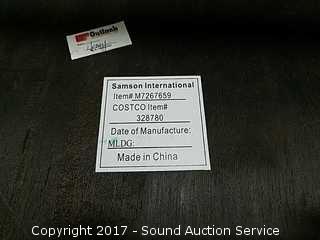 Outlook
Samson International
Item# M7267659
COSTCO Item#
328780
Date of Manufacture:
MLDG:
Made in China
Copyright 2017 - Sound Auction Service